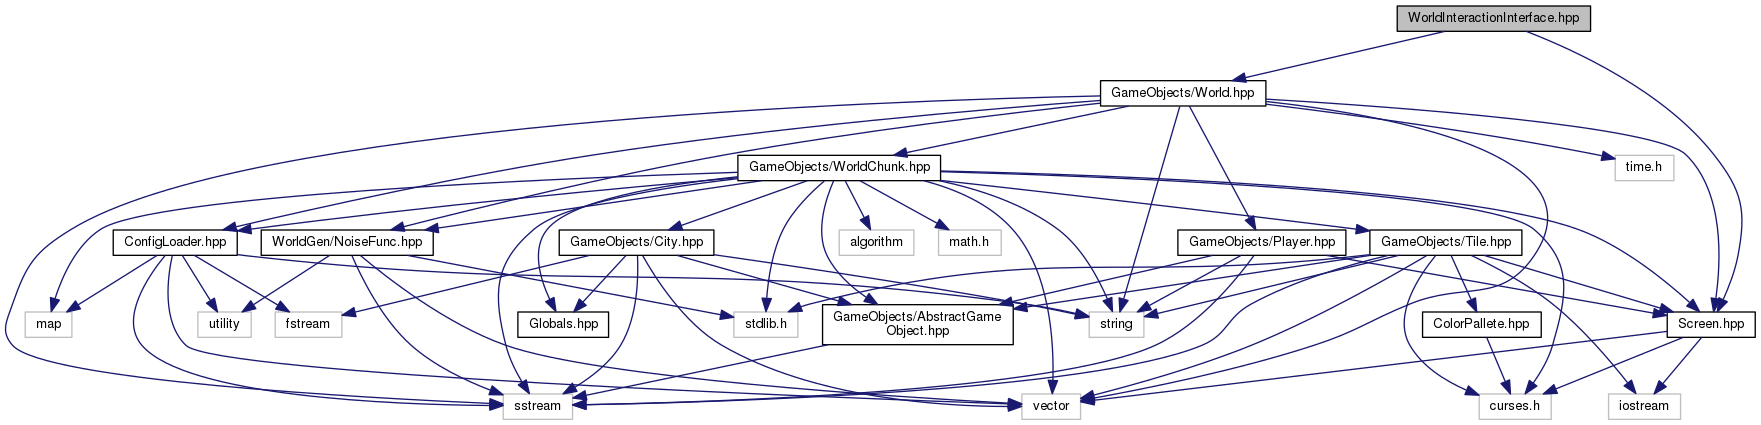 WorldInteractionInterface.hpp
GameObjects/World.hpp
GameObjects/WorldChunk.hpp
time.h
ConfigLoader.hpp
WorldGen/NoiseFunc.hpp
GameObjects/City.hpp
algorithm
math.h
GameObjects/Player.hpp
GameObjects/Tile.hpp
map
utility
fstream
Globals.hpp
stdlib.h
GameObjects/AbstractGame
Object.hpp
string
ColorPallete.hpp
Screen.hpp
sstream
vector
curses.h
iostream